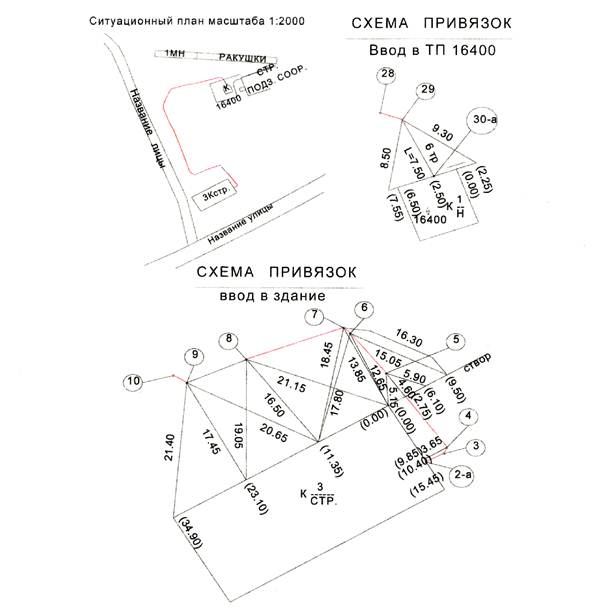 Ситуационный план масштаба 1:2000
1МН РАКУШКИ
СТР.
ПОДЗ. СООР.
К
16400
Название лицы
3Кстр.
Название улицы
СХЕМА ПРИВЯЗОК
Ввод в ТП 16400
28
29
30-а
9.30
8.50
6 тр
L=7.50
(2.25)
(0.00)
(2.50)
(6.50)
(7.55)
К 1
Н
16400
СХЕМА ПРИВЯЗОК
ввод в здание
7
6
8
5
9
10
16.30
створ
18.45
15.05
13.85
12.65
5.90
(9.50)
4.60
(6.10)
(2.75)
5.15
(0.00)
(0.00)
21.15
16.50
17.80
4
3
2-а
21.40
17.45
19.05
20.65
(11.35)
(9.85)
3.65
(10.40)
(15.45)
(23.10)
К 3
СТР.
(34.90)